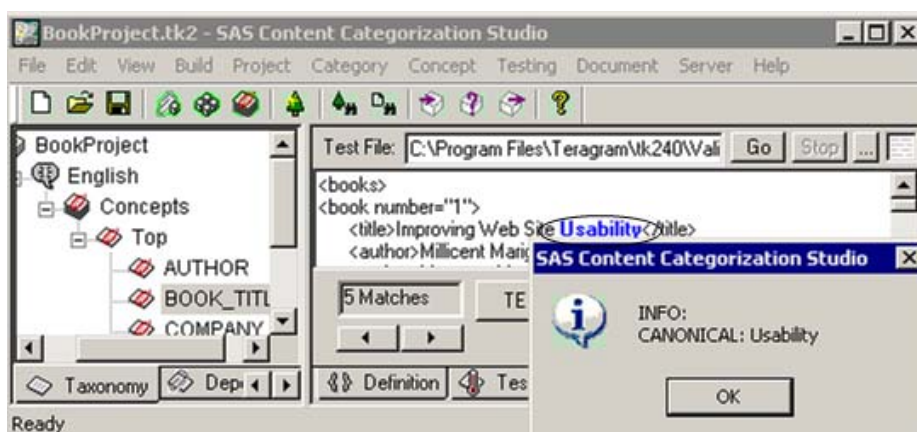 BookProject.tk2 - SAS Content Categorization Studio
File Edit View Build Project Category Concept Testing Document Server Help
BookProject
English
Concepts
Top
AUTHOR
BOOK_TITL
COMPANY
Taxonomy
Test File: C:\Program Files\Teragram\tk240\Vali Go Stop ...
<books>
<book number="1">
<title>Improving Web Site Usability</title>
<author>Millicent Marig
5 Matches
TE
Definition
Tes
SAS Content Categorization Studio
INFO:
CANONICAL: Usability
OK
Ready